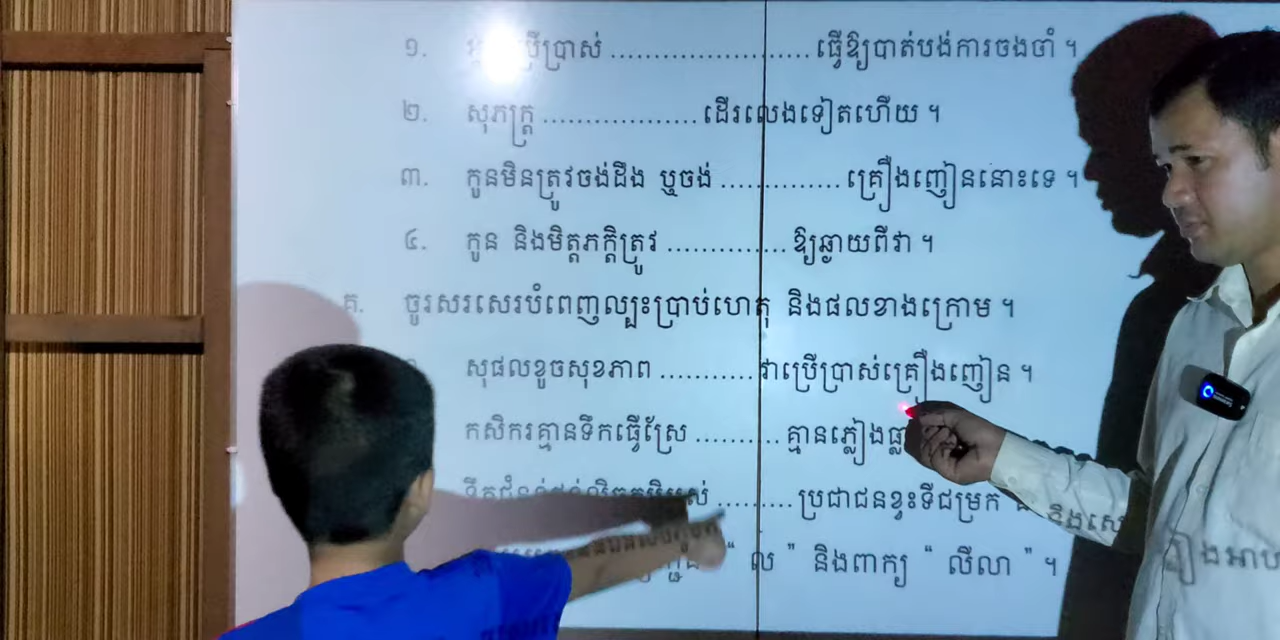 ១. ប្រើប្រាស់ ...................... ធ្វើឱ្យបាត់បង់ការចងចាំ ។
២. សុភក្ត្រ .................. ដើរលេងទៀតហើយ ។
៣. កូនមិនត្រូវចង់ដឹង ឬចង់ .............. គ្រឿងញៀននោះទេ ។
៤. កូន និងមិត្តភក្តិត្រូវ .............. ឱ្យឆ្ងាយពីវា ។
គ. ចូរសរសេរបំពេញល្បះប្រាប់ហេតុ និងផលខាងក្រោម ។
សុផលខូចសុខភាព ........... វាប្រើប្រាស់គ្រឿងញៀន ។
កសិករគ្មានទឹកធ្វើស្រែ .......... គ្មានភ្លៀង
.......... ប្រជាជនខ្វះទីជម្រក
“ ល ” និងពាក្យ “ លីលា ” ។